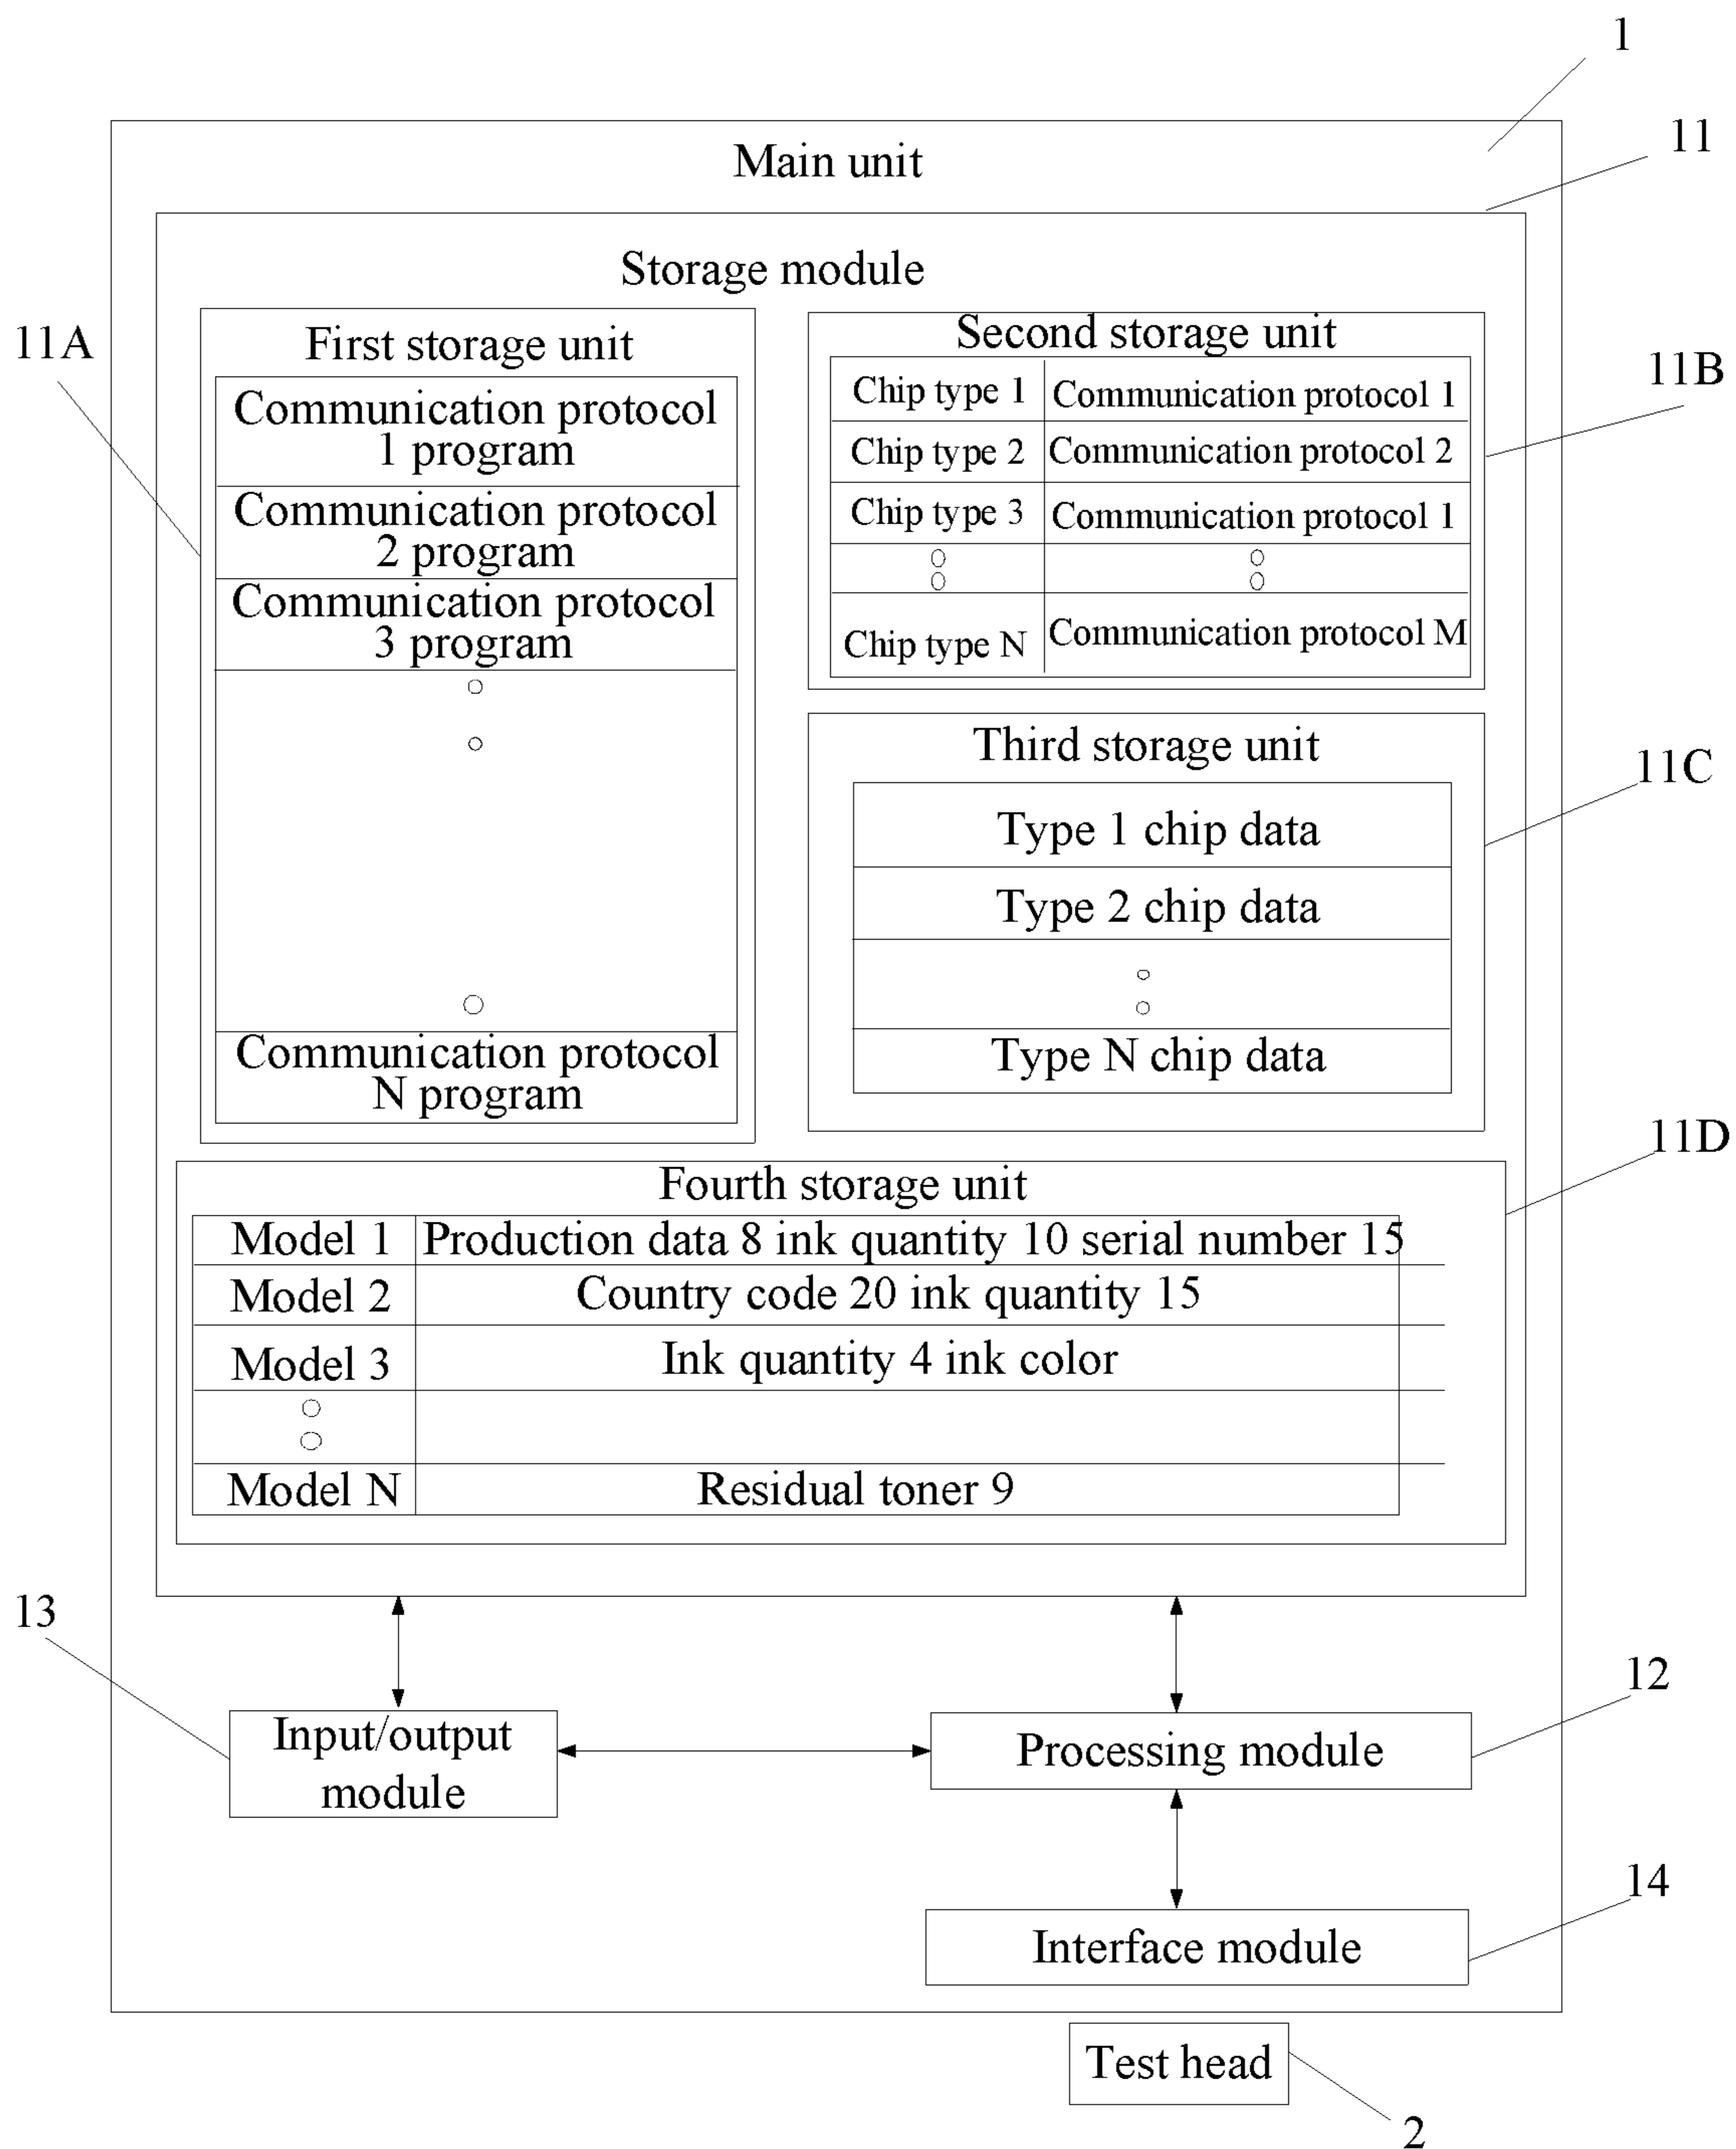 1
Main unit
11
Storage module
11A
First storage unit
Communication protocol
1 program
Communication protocol
2 program
Communication protocol
3 program
Communication protocol
N program
Second storage unit
11B
Chip type 1 Communication protocol 1
Chip type 2 Communication protocol 2
Chip type 3 Communication protocol 1
Chip type N Communication protocol M
Third storage unit
11C
Type 1 chip data
Type 2 chip data
Type N chip data
11D
Fourth storage unit
Model 1 Production data 8 ink quantity 10 serial number 15
Model 2 Country code 20 ink quantity 15
Model 3 Ink quantity 4 ink color
Model N Residual toner 9
13
Input/output
module
12
Processing module
14
Interface module
Test head
2